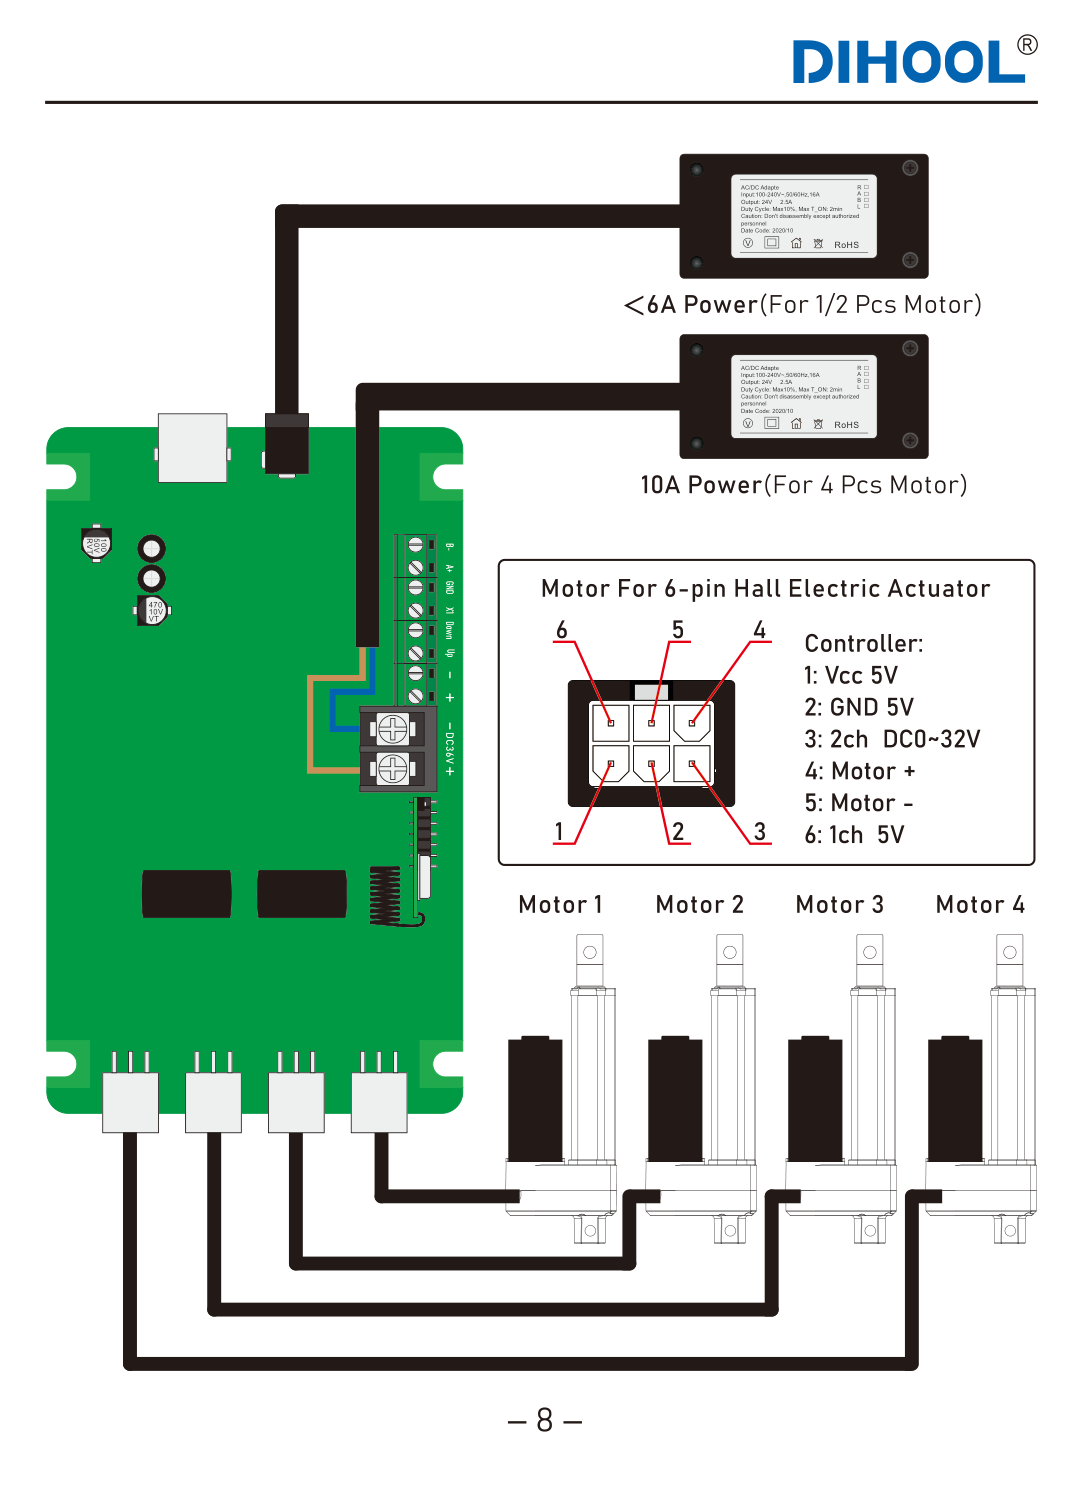 DIHOOL®
AC/DC Adapte
Input:100-240V~,50/60Hz,16A
Output: 24V 2.5A
Duty Cycle: Max10%, Max T_ON: 2min
Caution: Don't disassembly except authorized
personnel
Date Code: 2020/10
R □
A □
B □
L □
V
RoHS
<6A Power(For 1/2 Pcs Motor)
AC/DC Adapte
Input:100-240V~,50/60Hz,16A
Output: 24V 2.5A
Duty Cycle: Max10%, Max T_ON: 2min
Caution: Don't disassembly except authorized
personnel
Date Code: 2020/10
R □
A □
B □
L □
V
RoHS
10A Power(For 4 Pcs Motor)
100
50V
RVT
470
10V
VT
B-
A+
GND
X1
Down
Up
-
+
- DC36V +
Motor For 6-pin Hall Electric Actuator
6 5 4
1 2 3
Controller:
1: Vcc 5V
2: GND 5V
3: 2ch DC0~32V
4: Motor +
5: Motor -
6: 1ch 5V
Motor 1 Motor 2 Motor 3 Motor 4
– 8 –